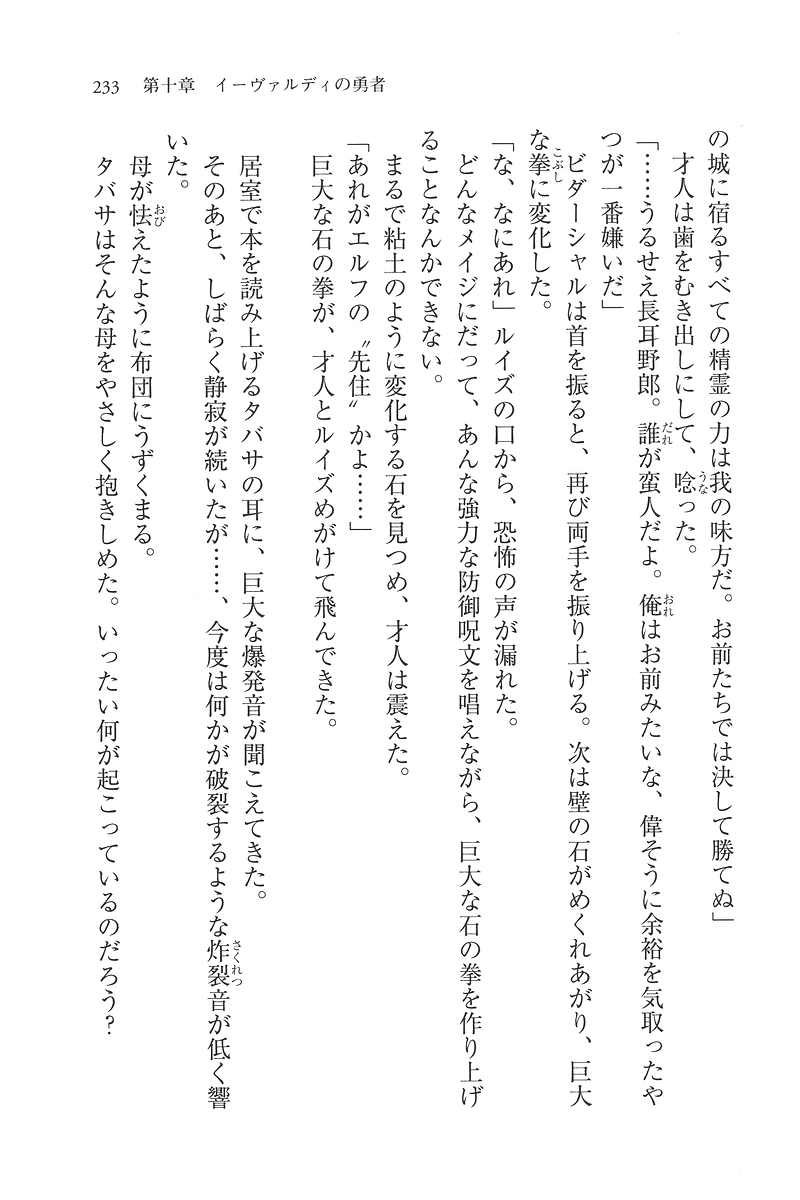 233　第十章　イーヴァルディの勇者
の城に宿るすべての精霊の力は我の味方だ。お前たちでは決して勝てぬ」
才人は歯をむき出しにして、唸った。
「……うるせえ長耳野郎。誰が蛮人だよ。俺はお前みたいな、偉そうに余裕を気取ったや
つが一番嫌いだ」
ビダーシャルは首を振ると、再び両手を振り上げる。次は壁の石がめくれあがり、巨大
な拳に変化した。
「な、なにあれ」ルイズの口から、恐怖の声が漏れた。
どんなメイジにだって、あんな強力な防御呪文を唱えながら、巨大な石の拳を作り上げ
ることなんかできない。
まるで粘土のように変化する石を見つめ、才人は震えた。
「あれがエルフの〝先住〟かよ……」
巨大な石の拳が、才人とルイズめがけて飛んできた。
居室で本を読み上げるタバサの耳に、巨大な爆発音が聞こえてきた。
そのあと、しばらく静寂が続いたが……、今度は何かが破裂するような炸裂音が低く響
いた。
母が怯えたように布団にうずくまる。
タバサはそんな母をやさしく抱きしめた。いったい何が起こっているのだろう？